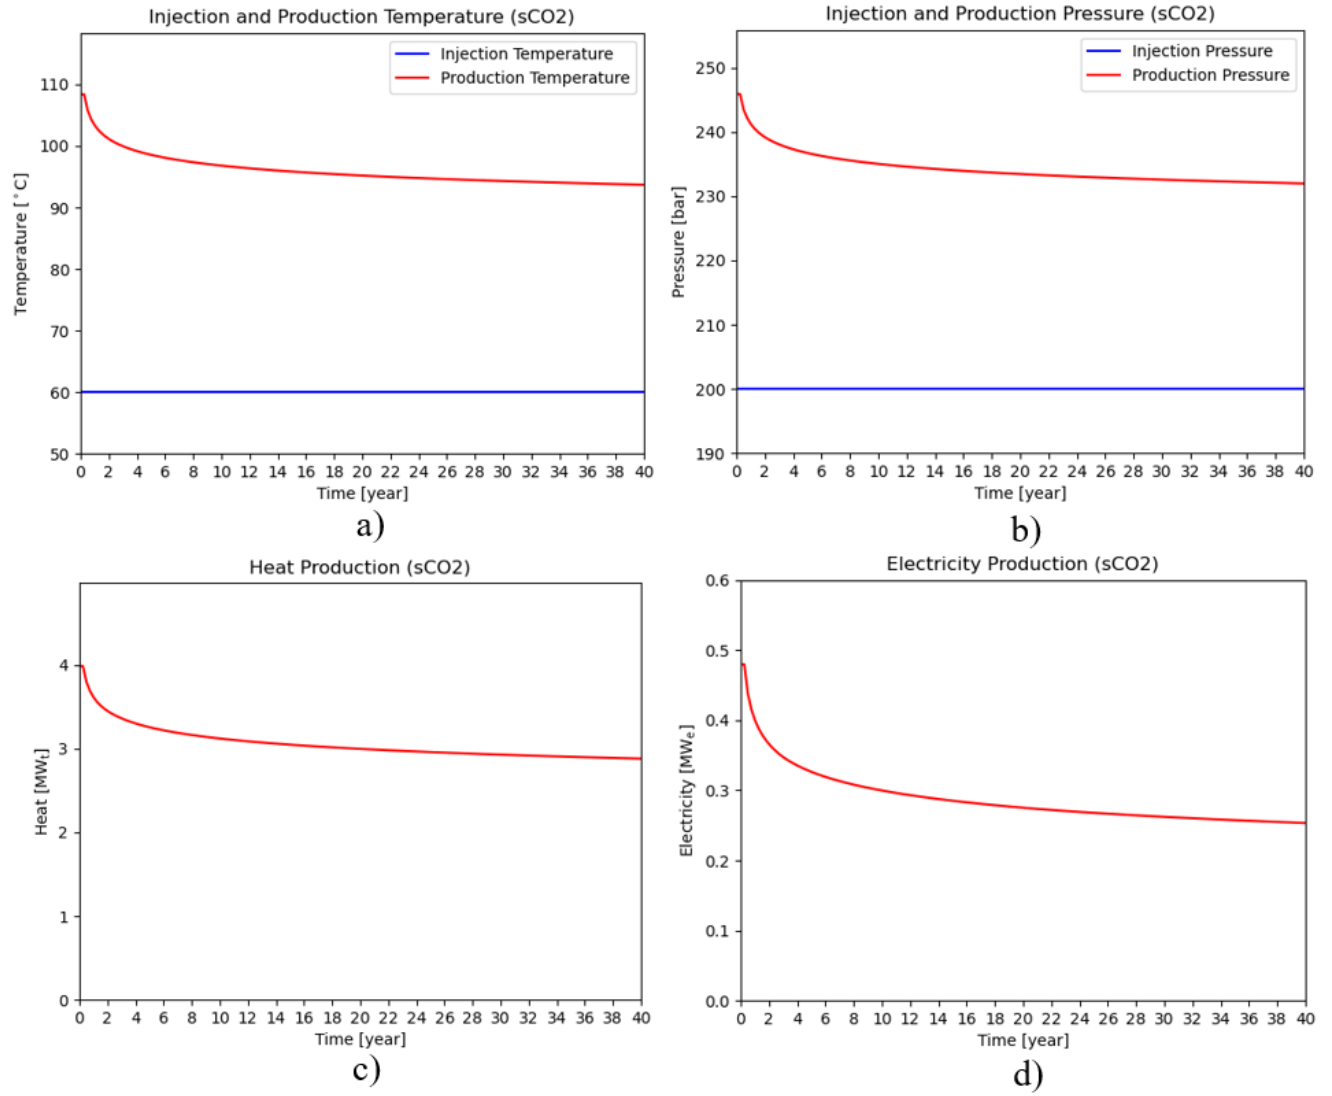 Injection and Production Temperature (sCO2)
Injection Temperature
Production Temperature
Temperature [°C]
110
100
90
80
70
60
50
0 2 4 6 8 10 12 14 16 18 20 22 24 26 28 30 32 34 36 38 40
Time [year]
a)
Injection and Production Pressure (sCO2)
Injection Pressure
Production Pressure
Pressure [bar]
250
240
230
220
210
200
190
0 2 4 6 8 10 12 14 16 18 20 22 24 26 28 30 32 34 36 38 40
Time [year]
b)
Heat Production (sCO2)
Heat [MWt]
4
3
2
1
0
0 2 4 6 8 10 12 14 16 18 20 22 24 26 28 30 32 34 36 38 40
Time [year]
c)
Electricity Production (sCO2)
Electricity [MWe]
0.6
0.5
0.4
0.3
0.2
0.1
0.0
0 2 4 6 8 10 12 14 16 18 20 22 24 26 28 30 32 34 36 38 40
Time [year]
d)